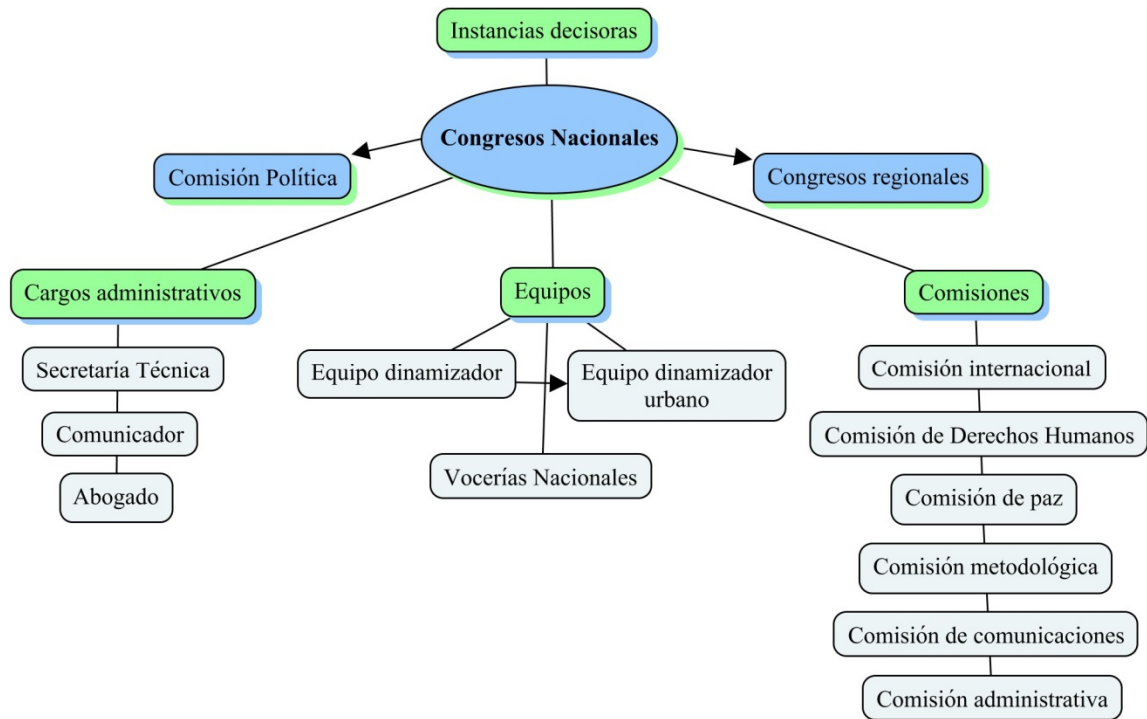 Instancias decisoras
Congresos Nacionales
Comisión Política
Congresos regionales
Cargos administrativos
Equipos
Comisiones
Secretaría Técnica
Comunicador
Abogado
Equipo dinamizador
Equipo dinamizador
urbano
Vocerías Nacionales
Comisión internacional
Comisión de Derechos Humanos
Comisión de paz
Comisión metodológica
Comisión de comunicaciones
Comisión administrativa